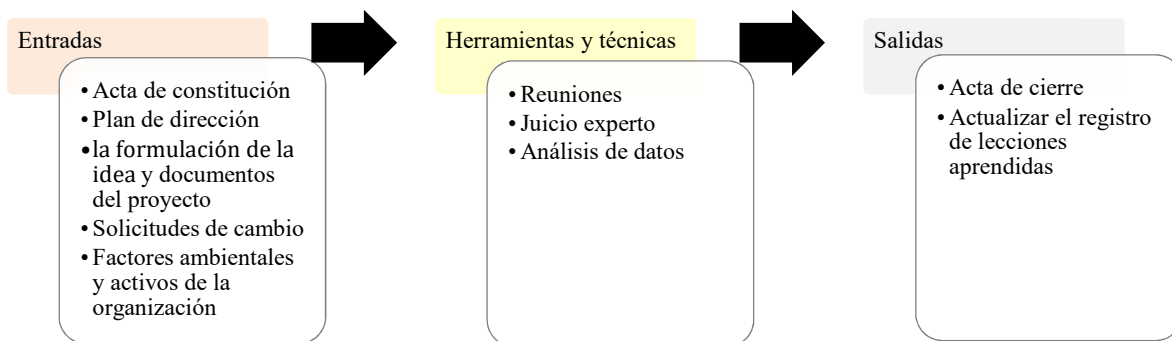 Entradas
• Acta de constitución
• Plan de dirección
• la formulación de la
idea y documentos
del proyecto
• Solicitudes de cambio
• Factores ambientales
y activos de la
organización
Herramientas y técnicas
• Reuniones
• Juicio experto
• Análisis de datos
Salidas
• Acta de cierre
• Actualizar el registro
de lecciones
aprendidas